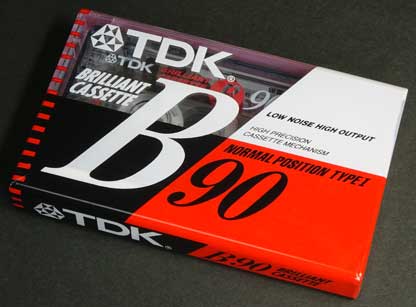 TDK®
TDK
BRILLIANT
CASSETTE
B 90
LOW NOISE HIGH OUTPUT
HIGH PRECISION
CASSETTE MECHANISM
NORMAL POSITION TYPE I
TDK®
B·90
BRILLIANT
CASSETTE